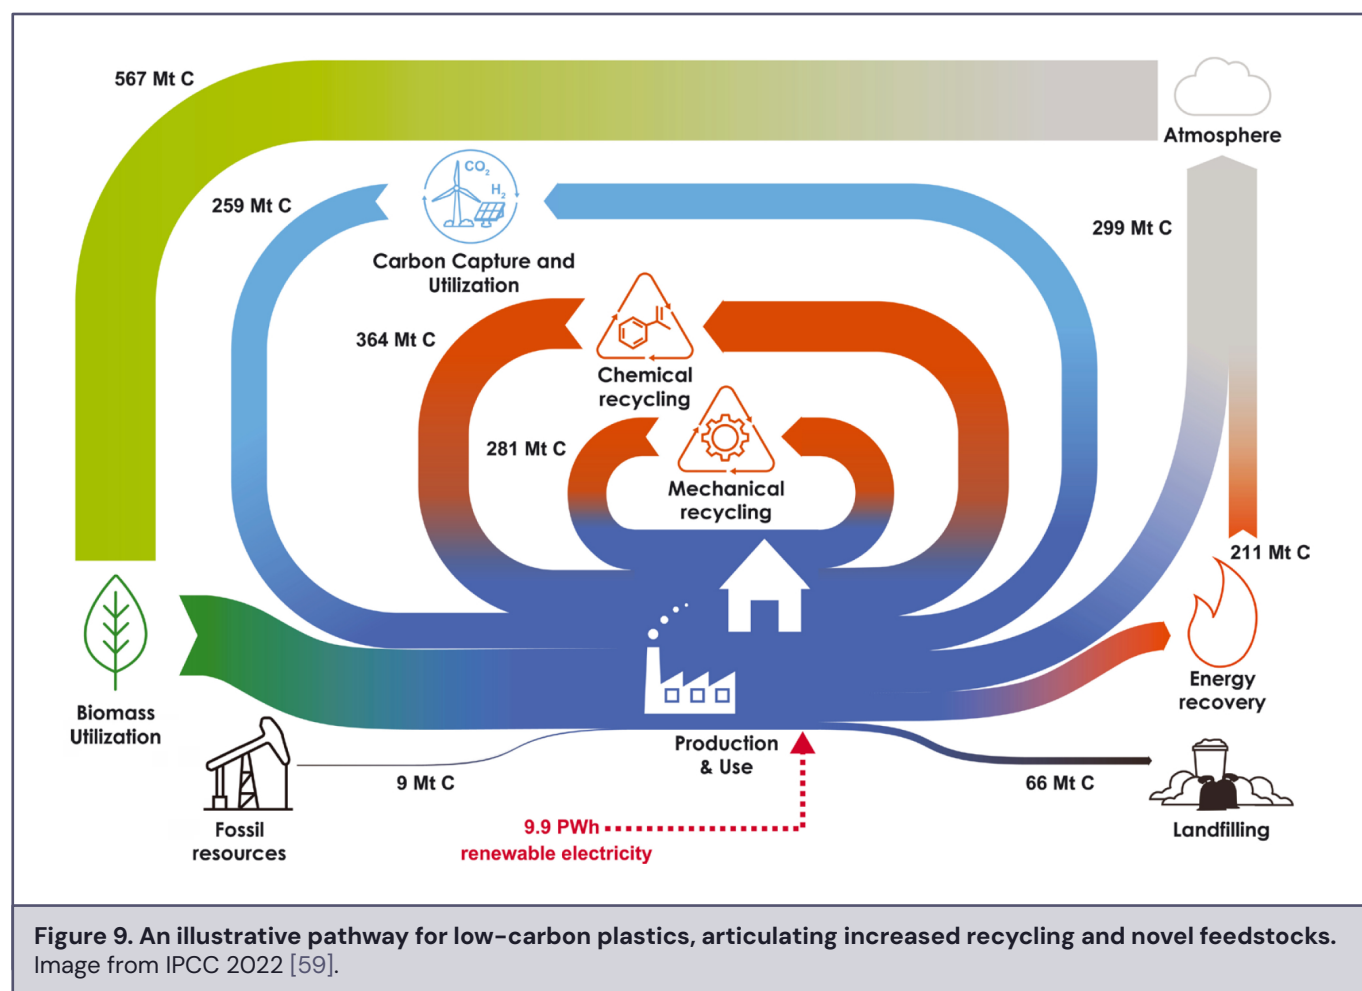 567 Mt C
Atmosphere
CO2
H2
259 Mt C
299 Mt C
Carbon Capture and
Utilization
364 Mt C
Chemical
recycling
281 Mt C
Mechanical
recycling
211 Mt C
Biomass
Utilization
Energy
recovery
Production
& Use
9 Mt C
66 Mt C
Fossil
resources
9.9 PWh
renewable electricity
Landfilling
Figure 9. An illustrative pathway for low-carbon plastics, articulating increased recycling and novel feedstocks.
Image from IPCC 2022 [59].